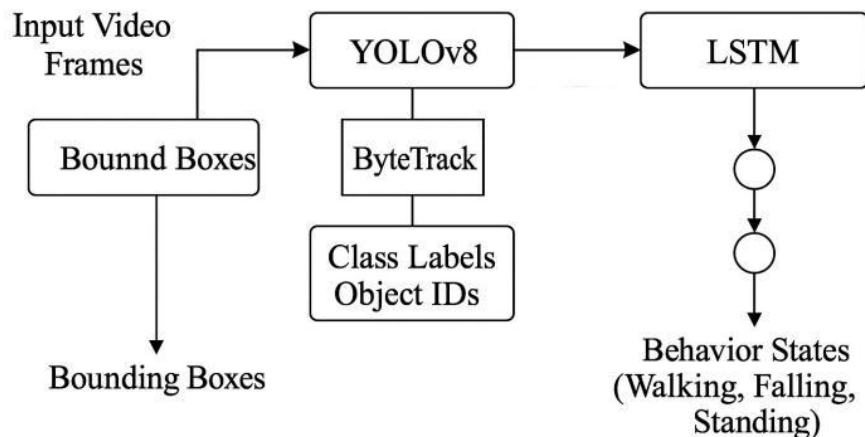 Input Video
Frames
YOLOv8
LSTM
Bounnd Boxes
ByteTrack
Class Labels
Object IDs
Bounding Boxes
Behavior States
(Walking, Falling,
Standing)